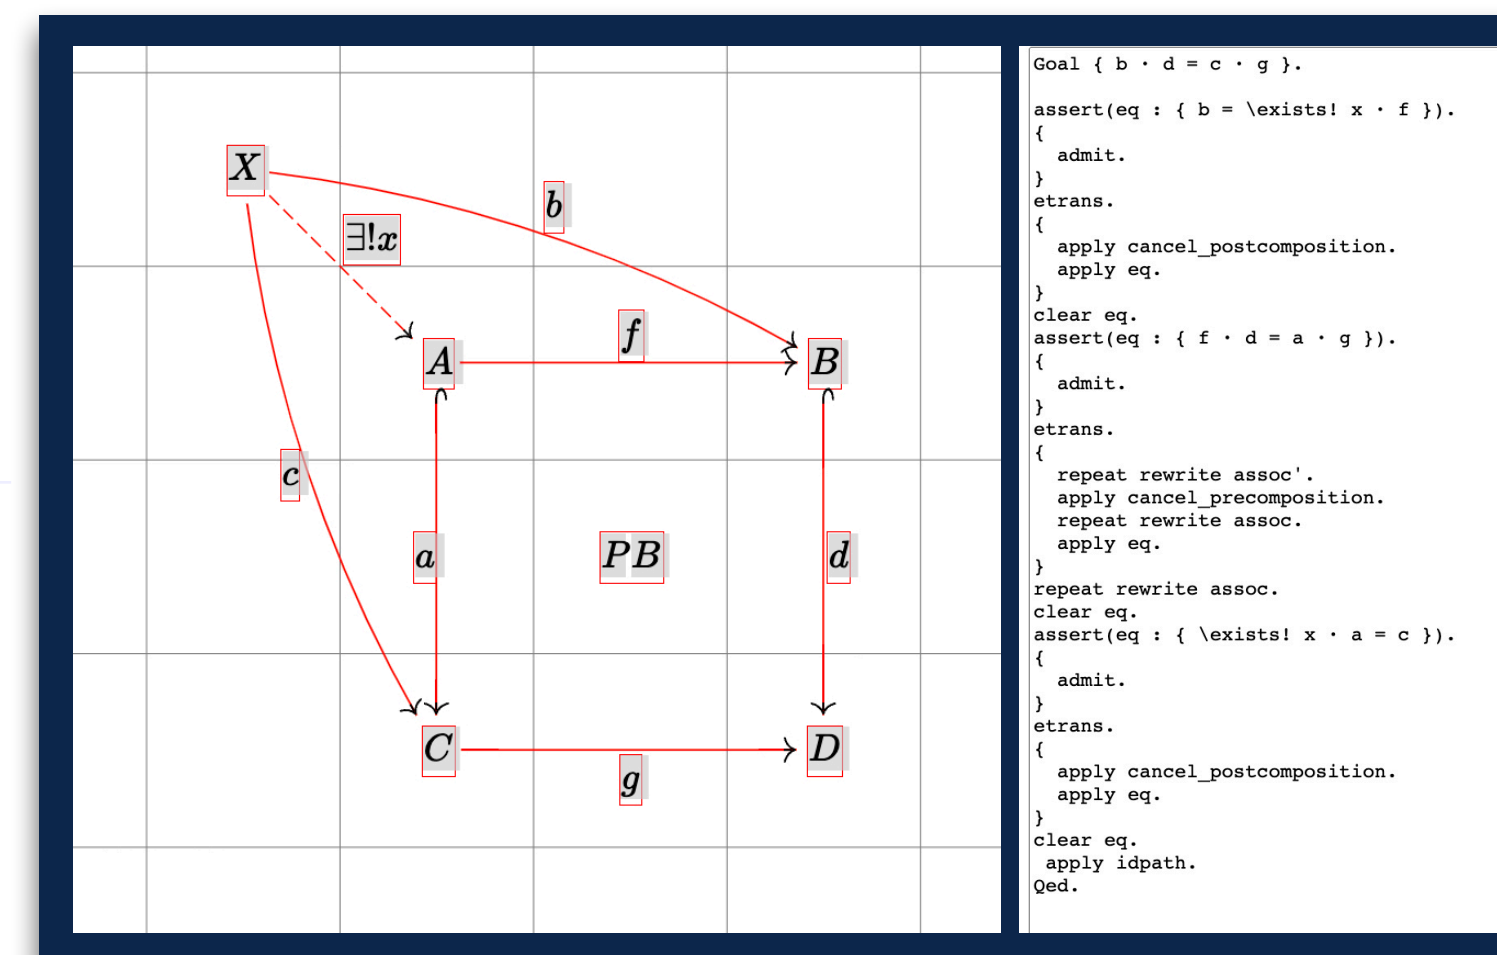 X
b
∃!x
f
A
B
c
a
PB
d
C
D
g
Goal { b · d = c · g }.
assert(eq : { b = \exists! x · f }).
{
admit.
}
etrans.
{
apply cancel_postcomposition.
apply eq.
}
clear eq.
assert(eq : { f · d = a · g }).
{
admit.
}
etrans.
{
repeat rewrite assoc'.
apply cancel_precomposition.
repeat rewrite assoc.
apply eq.
}
repeat rewrite assoc.
clear eq.
assert(eq : { \exists! x · a = c }).
{
admit.
}
etrans.
{
apply cancel_postcomposition.
apply eq.
}
clear eq.
apply idpath.
Qed.